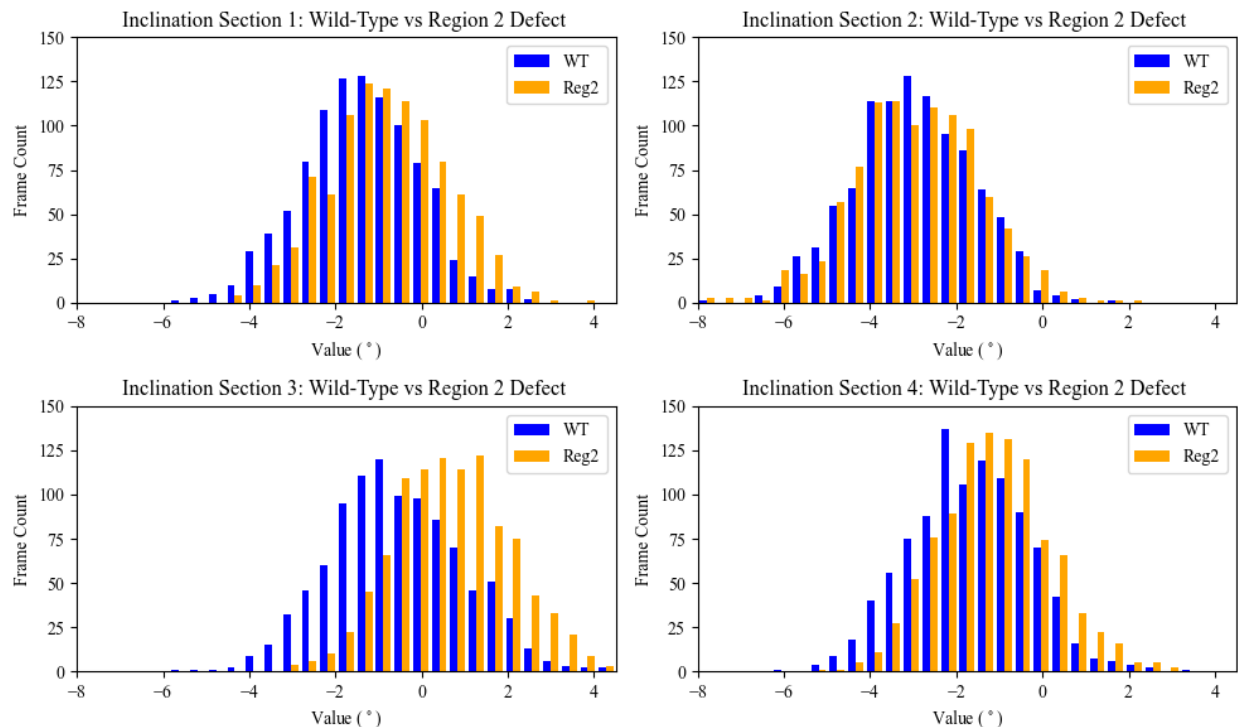 Inclination Section 1: Wild-Type vs Region 2 Defect
150
125
100
75
50
25
0
Frame Count
WT
Reg2
−8 −6 −4 −2 0 2 4
Value (°)
Inclination Section 2: Wild-Type vs Region 2 Defect
150
125
100
75
50
25
0
Frame Count
WT
Reg2
−8 −6 −4 −2 0 2 4
Value (°)
Inclination Section 3: Wild-Type vs Region 2 Defect
150
125
100
75
50
25
0
Frame Count
WT
Reg2
−8 −6 −4 −2 0 2 4
Value (°)
Inclination Section 4: Wild-Type vs Region 2 Defect
150
125
100
75
50
25
0
Frame Count
WT
Reg2
−8 −6 −4 −2 0 2 4
Value (°)